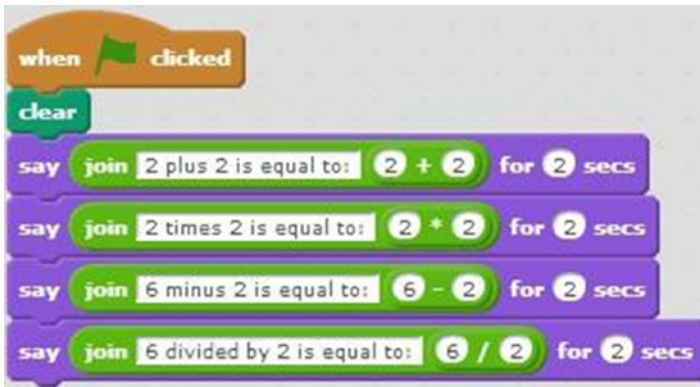 when clicked
clear
say join 2 plus 2 is equal to: 2 + 2 for 2 secs
say join 2 times 2 is equal to: 2 * 2 for 2 secs
say join 6 minus 2 is equal to: 6 - 2 for 2 secs
say join 6 divided by 2 is equal to: 6 / 2 for 2 secs